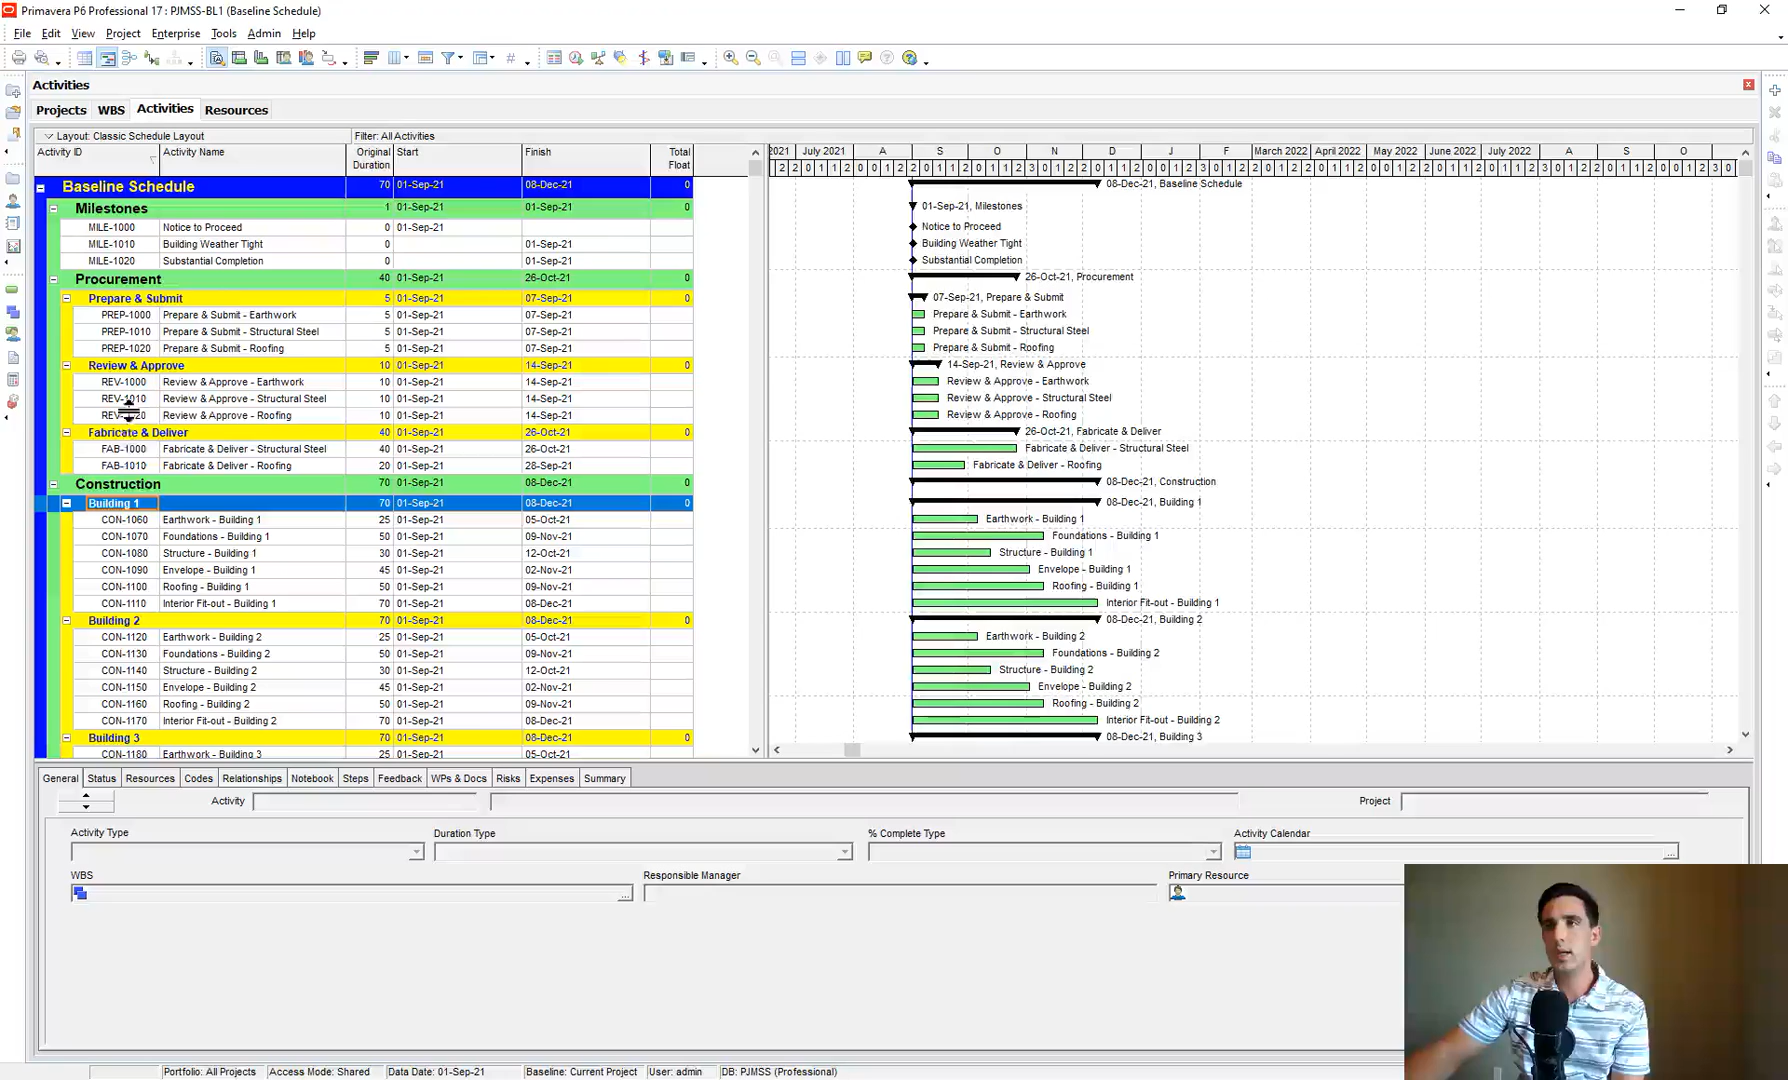 Primavera P6 Professional 17 : PJMSS-BL1 (Baseline Schedule)
File Edit View Project Enterprise Tools Admin Help
Activities
Projects WBS Activities Resources
Layout: Classic Schedule Layout Filter: All Activities
Activity ID Activity Name Original Duration Start Finish Total Float
2021 July 2021 A S O N D J F March 2022 April 2022 May 2022 June 2022 July 2022 A S O
Baseline Schedule 70 01-Sep-21 08-Dec-21 0 08-Dec-21, Baseline Schedule
Milestones 1 01-Sep-21 01-Sep-21 0 01-Sep-21, Milestones
MILE-1000 Notice to Proceed 0 01-Sep-21 0 Notice to Proceed
MILE-1010 Building Weather Tight 0 01-Sep-21 0 Building Weather Tight
MILE-1020 Substantial Completion 0 01-Sep-21 0 Substantial Completion
Procurement 40 01-Sep-21 26-Oct-21 0 26-Oct-21, Procurement
Prepare & Submit 5 01-Sep-21 07-Sep-21 0 07-Sep-21, Prepare & Submit
PREP-1000 Prepare & Submit - Earthwork 5 01-Sep-21 07-Sep-21 0 Prepare & Submit - Earthwork
PREP-1010 Prepare & Submit - Structural Steel 5 01-Sep-21 07-Sep-21 0 Prepare & Submit - Structural Steel
PREP-1020 Prepare & Submit - Roofing 5 01-Sep-21 07-Sep-21 0 Prepare & Submit - Roofing
Review & Approve 10 01-Sep-21 14-Sep-21 0 14-Sep-21, Review & Approve
REV-1000 Review & Approve - Earthwork 10 01-Sep-21 14-Sep-21 0 Review & Approve - Earthwork
REV-1010 Review & Approve - Structural Steel 10 01-Sep-21 14-Sep-21 0 Review & Approve - Structural Steel
Review & Approve - Roofing 10 01-Sep-21 14-Sep-21 0 Review & Approve - Roofing
Fabricate & Deliver 40 01-Sep-21 26-Oct-21 0 26-Oct-21, Fabricate & Deliver
FAB-1000 Fabricate & Deliver - Structural Steel 40 01-Sep-21 26-Oct-21 0 Fabricate & Deliver - Structural Steel
FAB-1010 Fabricate & Deliver - Roofing 20 01-Sep-21 28-Sep-21 0 Fabricate & Deliver - Roofing
Construction 70 01-Sep-21 08-Dec-21 0 08-Dec-21, Construction
Building 1 70 01-Sep-21 08-Dec-21 0 08-Dec-21, Building 1
CON-1060 Earthwork - Building 1 25 01-Sep-21 05-Oct-21 0 Earthwork - Building 1
CON-1070 Foundations - Building 1 50 01-Sep-21 09-Nov-21 0 Foundations - Building 1
CON-1080 Structure - Building 1 30 01-Sep-21 12-Oct-21 0 Structure - Building 1
CON-1090 Envelope - Building 1 45 01-Sep-21 02-Nov-21 0 Envelope - Building 1
CON-1100 Roofing - Building 1 50 01-Sep-21 09-Nov-21 0 Roofing - Building 1
CON-1110 Interior Fit-out - Building 1 70 01-Sep-21 08-Dec-21 0 Interior Fit-out - Building 1
Building 2 70 01-Sep-21 08-Dec-21 0 08-Dec-21, Building 2
CON-1120 Earthwork - Building 2 25 01-Sep-21 05-Oct-21 0 Earthwork - Building 2
CON-1130 Foundations - Building 2 50 01-Sep-21 09-Nov-21 0 Foundations - Building 2
CON-1140 Structure - Building 2 30 01-Sep-21 12-Oct-21 0 Structure - Building 2
CON-1150 Envelope - Building 2 45 01-Sep-21 02-Nov-21 0 Envelope - Building 2
CON-1160 Roofing - Building 2 50 01-Sep-21 09-Nov-21 0 Roofing - Building 2
CON-1170 Interior Fit-out - Building 2 70 01-Sep-21 08-Dec-21 0 Interior Fit-out - Building 2
Building 3 70 01-Sep-21 08-Dec-21 0 08-Dec-21, Building 3
CON-1180 Earthwork - Building 3 25 01-Sep-21 05-Oct-21 0
General Status Resources Codes Relationships Notebook Steps Feedback WPs & Docs Risks Expenses Summary
Activity Project
Activity Type Duration Type % Complete Type Activity Calendar
WBS Responsible Manager Primary Resource
Portfolio: All Projects Access Mode: Shared Data Date: 01-Sep-21 Baseline: Current Project User: admin DB: PJMSS (Professional)